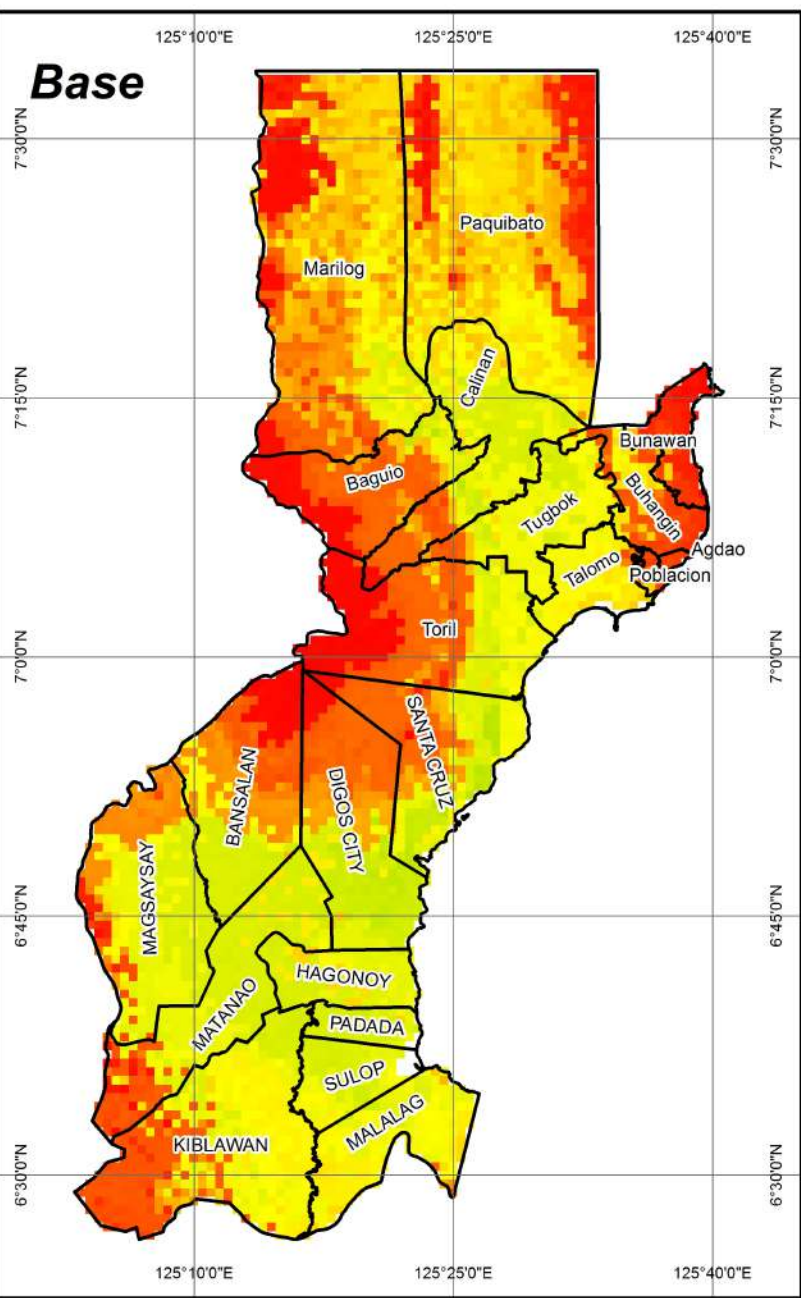 125°10'0"E
125°25'0"E
125°40'0"E
Base
7°30'0"N
7°30'0"N
Paquibato
Marilog
Calinan
7°15'0"N
7°15'0"N
Bunawan
Baguio
Buhangin
Tugbok
Agdao
Talomo
Poblacion
Toril
7°0'0"N
7°0'0"N
SANTA CRUZ
BANSALAN
DIGOS CITY
MAGSAYSAY
6°45'0"N
6°45'0"N
HAGONOY
MATANAO
PADADA
SULOP
MALALAG
KIBLAWAN
6°30'0"N
6°30'0"N
125°10'0"E
125°25'0"E
125°40'0"E